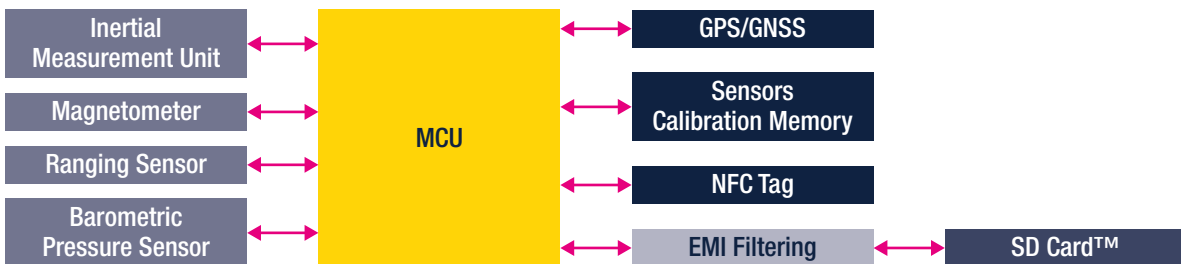 Inertial
Measurement Unit
Magnetometer
Ranging Sensor
Barometric
Pressure Sensor
MCU
GPS/GNSS
Sensors
Calibration Memory
NFC Tag
EMI Filtering
SD Card™